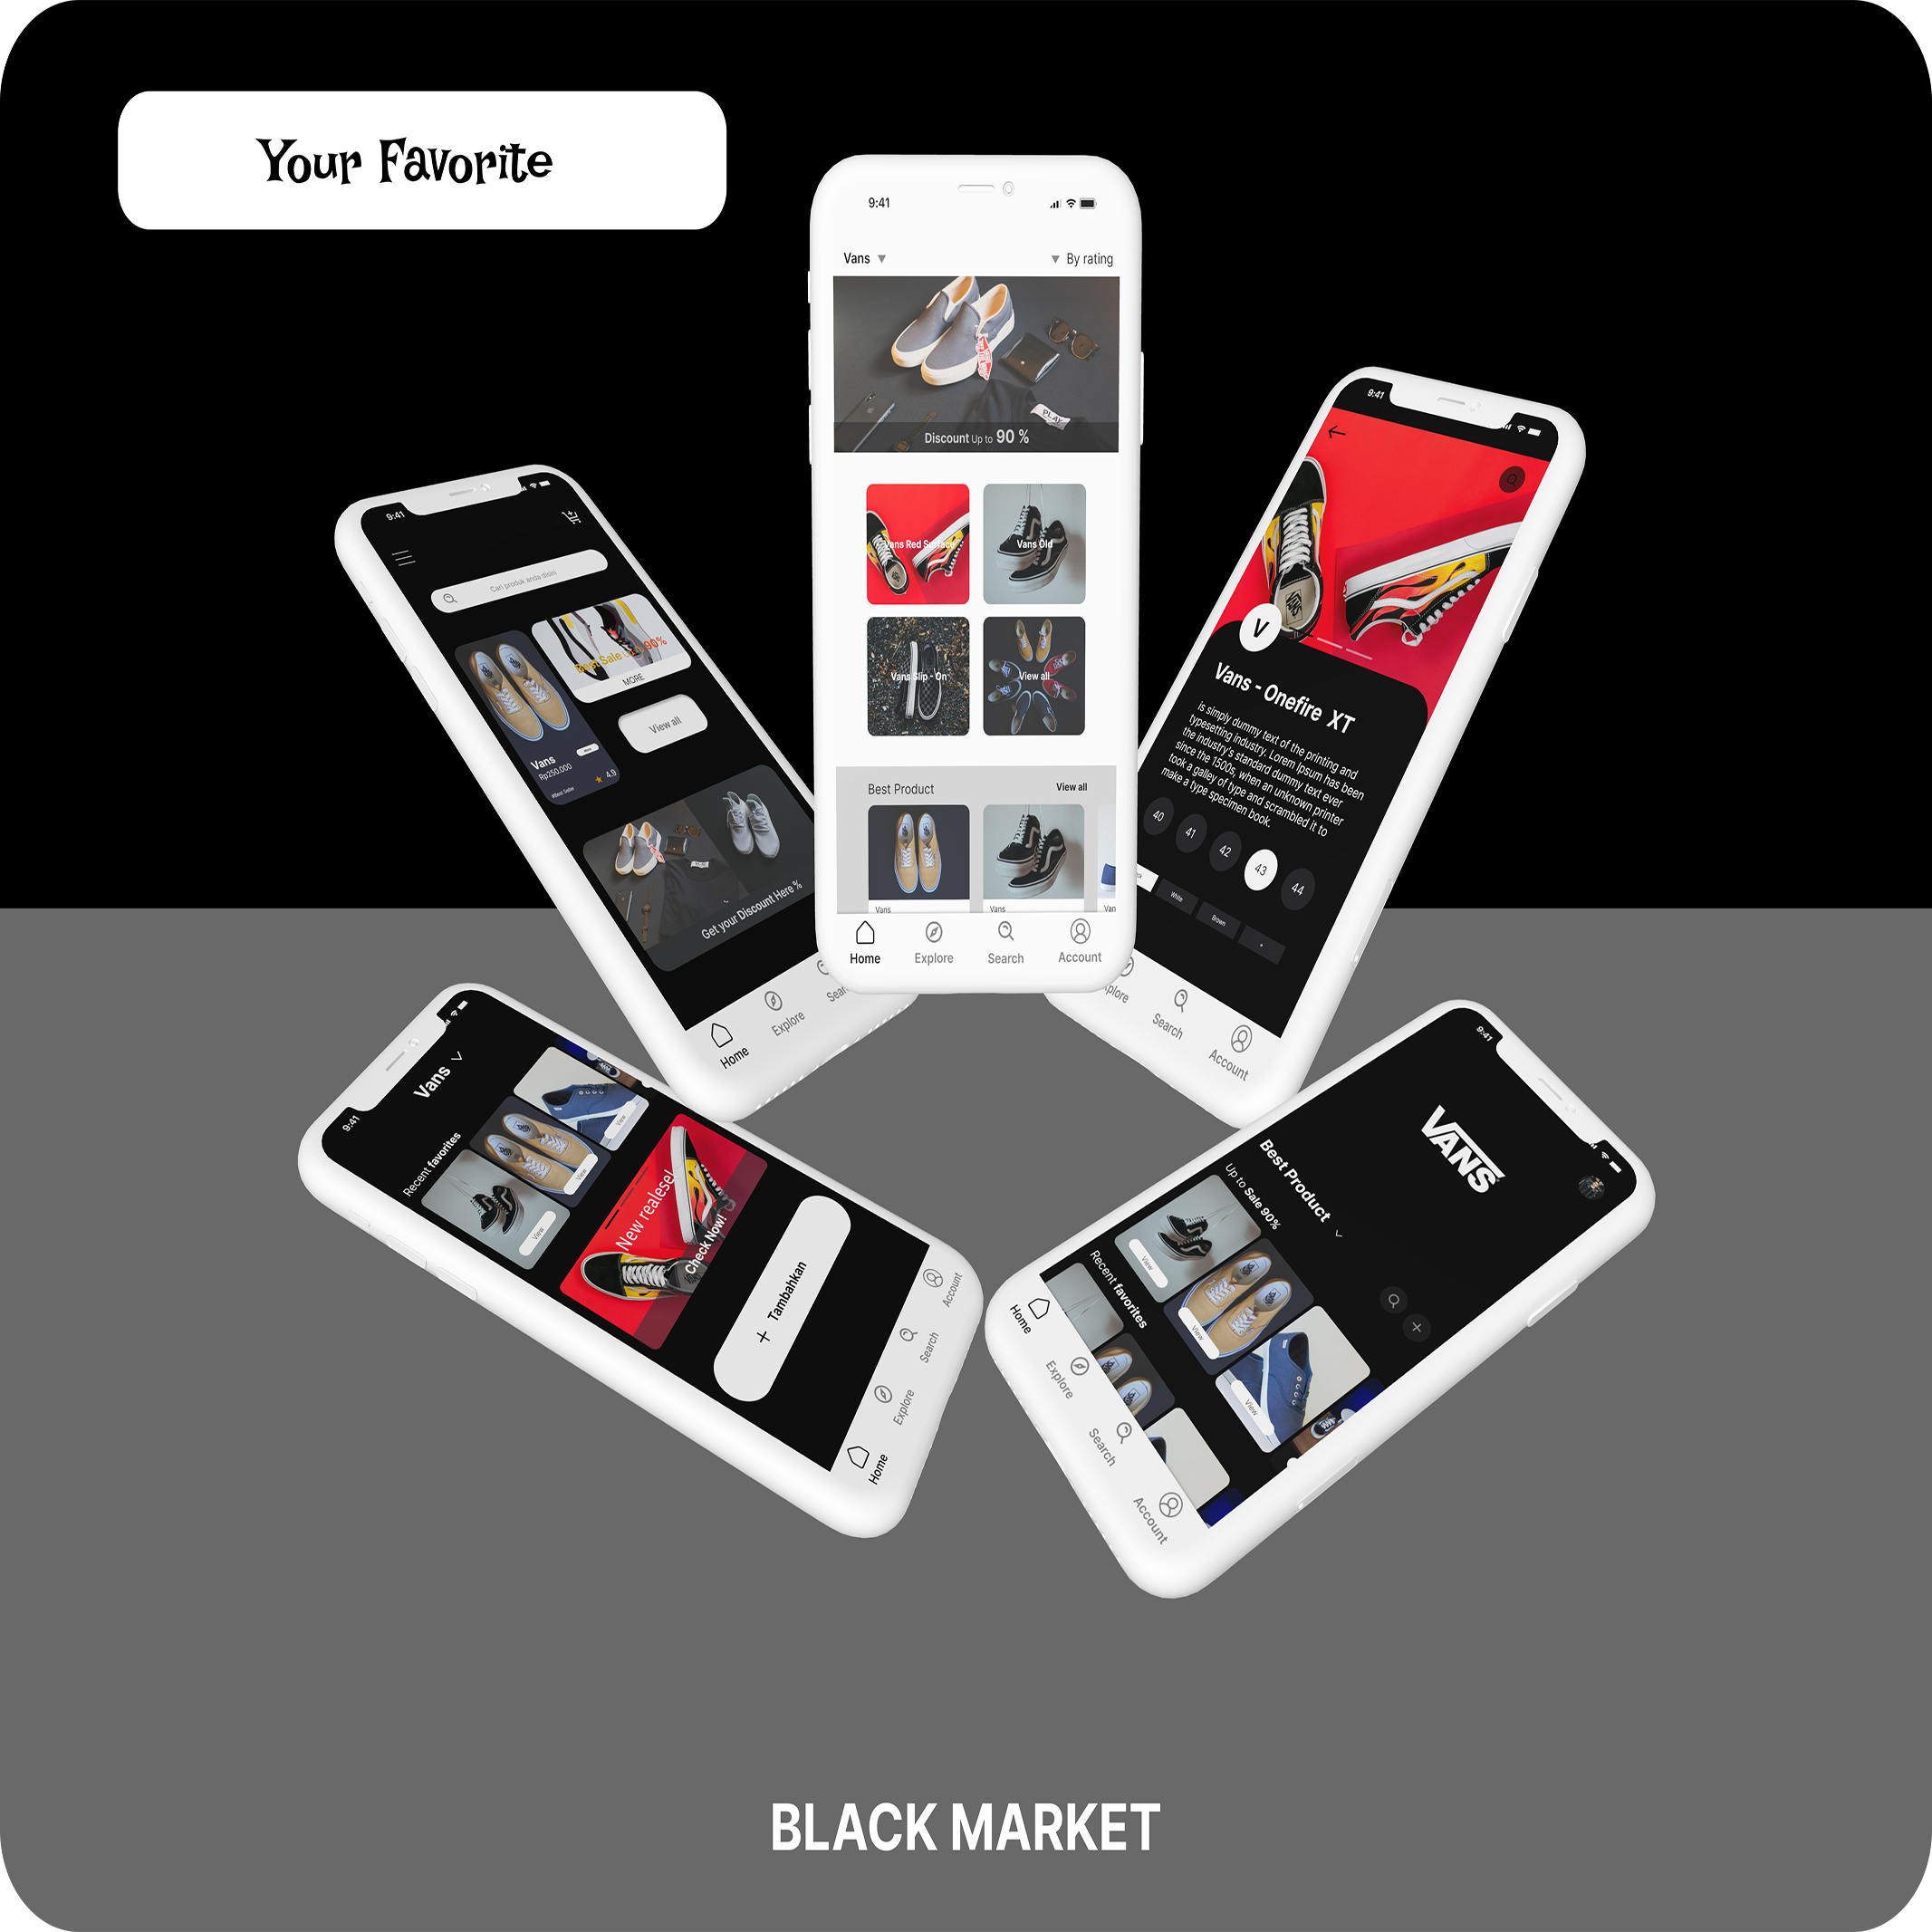 Your Favorite
9:41
Vans
By rating
PLAY
Discount Up to 90 %
Vans Red Surface
Vans Old
Vans Slip - On
View all
Best Product
View all
Vans
Vans
Van
Home
Explore
Search
Account
9:41
Cari produk anda disini
Best Sale
90%
MORE
View all
Vans
Rp250.000
#Best Seller
4.9
Get your Discount Here %
Home
Explore
Sear
9:41
V
Vans - Onefire XT
Is simply dummy text of the printing and
typesetting industry. Lorem Ipsum has been
the industry's standard dummy text ever
since the 1500s, when an unknown printer
took a galley of type and scrambled it to
make a type specimen book.
40
41
42
43
44
White
Brown
+
plore
Search
Account
9:41
Vans
Recent favorites
View
View
View
New realese!
Check Now!
+ Tambahkan
Home
Explore
Search
Account
9:41
VANS
Best Product
Up to Sale 90%
View
View
View
Recent favorites
Home
Explore
Search
Account
BLACK MARKET